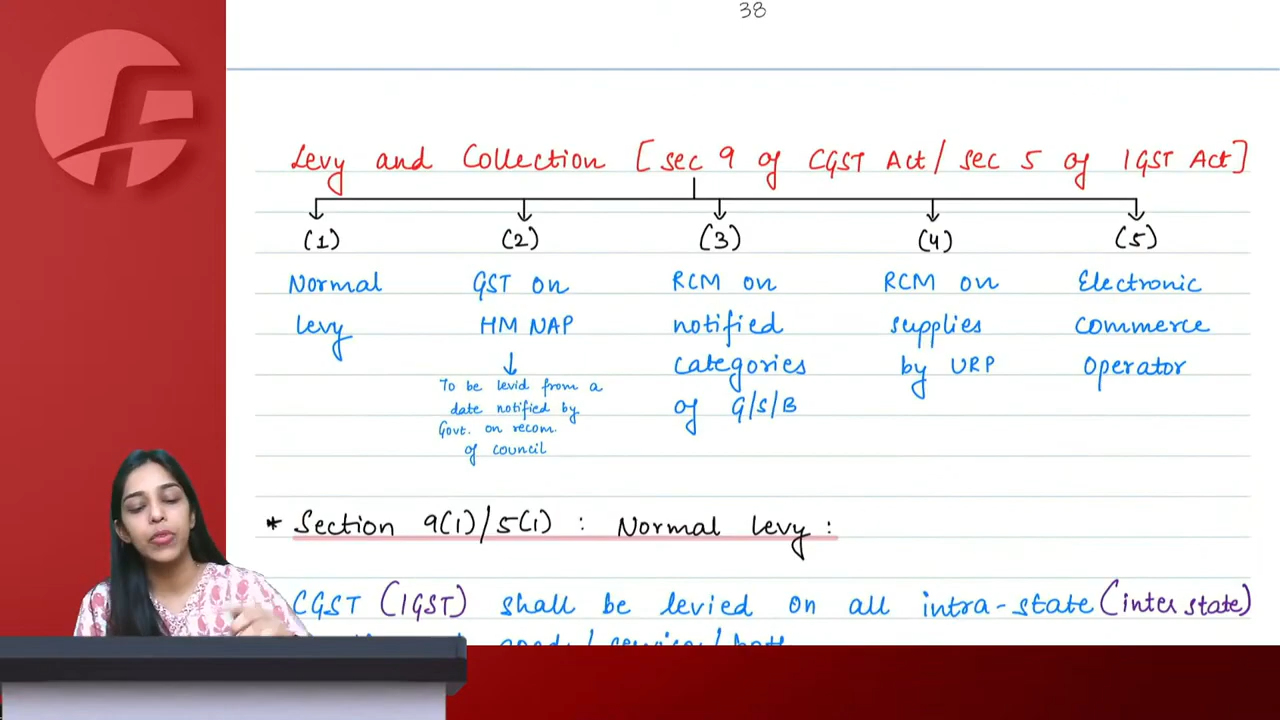 38
Levy and Collection [sec 9 of CGST Act / sec 5 of IGST Act]
(1) (2) (3) (4) (5)
Normal GST on RCM on RCM on Electronic
levy HM NAP notified supplies commerce
categories by URP operator
To be levid from a
date notified by of G/S/B
Govt. on recom.
of council
* Section 9(1)/5(1) : Normal levy :
CGST (IGST) shall be levied on all intra-state (inter state)